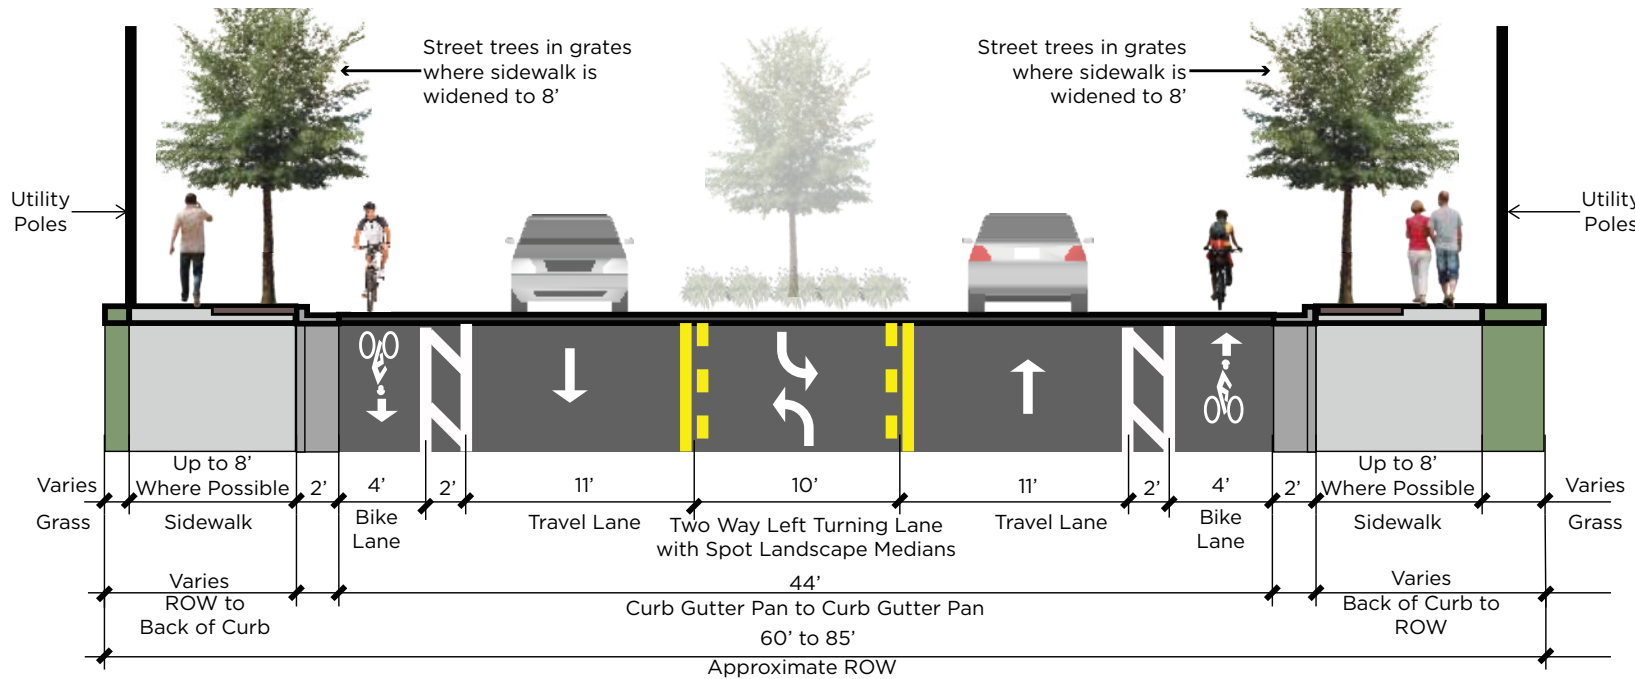 Street trees in grates
where sidewalk is
widened to 8’
Street trees in grates
where sidewalk is
widened to 8’
Utility
Poles
Utility
Poles
Varies
Up to 8’
Where Possible
2’
4’
2’
11’
10’
11’
2’
4’
2’
Up to 8’
Where Possible
Varies
Grass
Sidewalk
Bike
Lane
Travel Lane
Two Way Left Turning Lane
with Spot Landscape Medians
Travel Lane
Bike
Lane
Sidewalk
Grass
Varies
ROW to
Back of Curb
44’
Curb Gutter Pan to Curb Gutter Pan
Varies
Back of Curb to
ROW
60’ to 85’
Approximate ROW